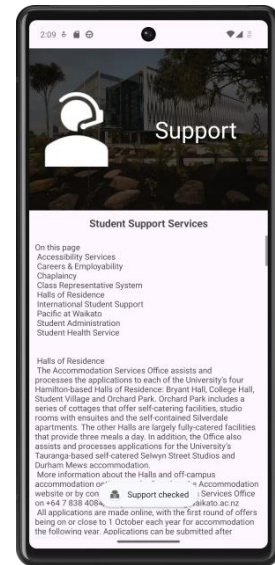 2:09
Support
Student Support Services
On this page
Accessibility Services
Careers & Employability
Chaplaincy
Class Representative System
Halls of Residence
International Student Support
Pacific at Waikato
Student Administration
Student Health Service
Halls of Residence
The Accommodation Services Office assists and
processes the applications to each of the University's four
Hamilton-based Halls of Residence: Bryant Hall, College Hall,
Student Village and Orchard Park. Orchard Park includes a
series of cottages that offer self-catering facilities, studio
rooms with ensuites and the self-contained Silverdale
apartments. The other Halls are largely fully-catered facilities
that provide three meals a day. In addition, the Office also
assists and processes applications for the University's
Tauranga-based self-catered Selwyn Street Studios and
Durham Mews accommodation.
More information about the Halls and off-campus
accommodation Accommodation
website or by con Services Office
on +64 7 838 4084, waikato.ac.nz
Support checked
All applications are made online, with the first round of offers
being on or close to 1 October each year for accommodation
the following year. Applications can be submitted after